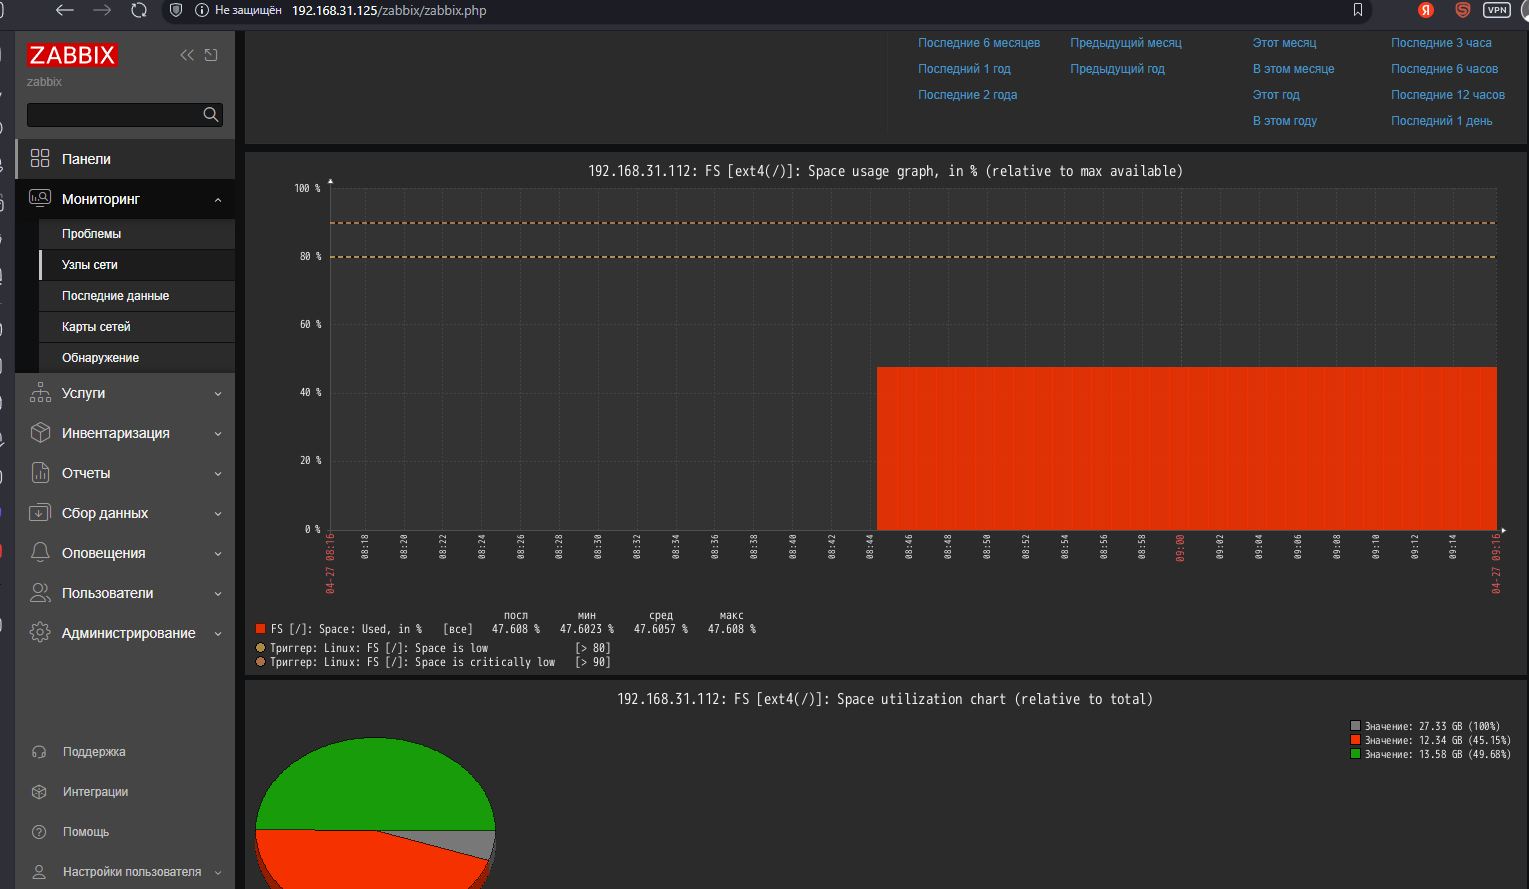 Не защищён 192.168.31.125/zabbix/zabbix.php
Я
VPN
ZABBIX
zabbix
Панели
Мониторинг
Проблемы
Узлы сети
Последние данные
Карты сетей
Обнаружение
Услуги
Инвентаризация
Отчеты
Сбор данных
Оповещения
Пользователи
Администрирование
Поддержка
Интеграции
Помощь
Настройки пользователя
Последние 6 месяцев Предыдущий месяц Этот месяц Последние 3 часа
Последний 1 год Предыдущий год В этом месяце Последние 6 часов
Последние 2 года Этот год Последние 12 часов
В этом году Последний 1 день
192.168.31.112: FS [ext4(/)]: Space usage graph, in % (relative to max available)
100 %
80 %
60 %
40 %
20 %
0 %
04-27 08:16 08:18 08:20 08:22 08:24 08:26 08:28 08:30 08:32 08:34 08:36 08:38 08:40 08:42 08:44 08:46 08:48 08:50 08:52 08:54 08:56 08:58 09:00 09:02 09:04 09:06 09:08 09:10 09:12 09:14 04-27 09:16
посл мин сред макс
FS [/]: Space: Used, in % [все] 47.608 % 47.6023 % 47.6057 % 47.608 %
Триггер: Linux: FS [/]: Space is low [> 80]
Триггер: Linux: FS [/]: Space is critically low [> 90]
192.168.31.112: FS [ext4(/)]: Space utilization chart (relative to total)
Значение: 27.33 GB (100%)
Значение: 12.34 GB (45.15%)
Значение: 13.58 GB (49.68%)